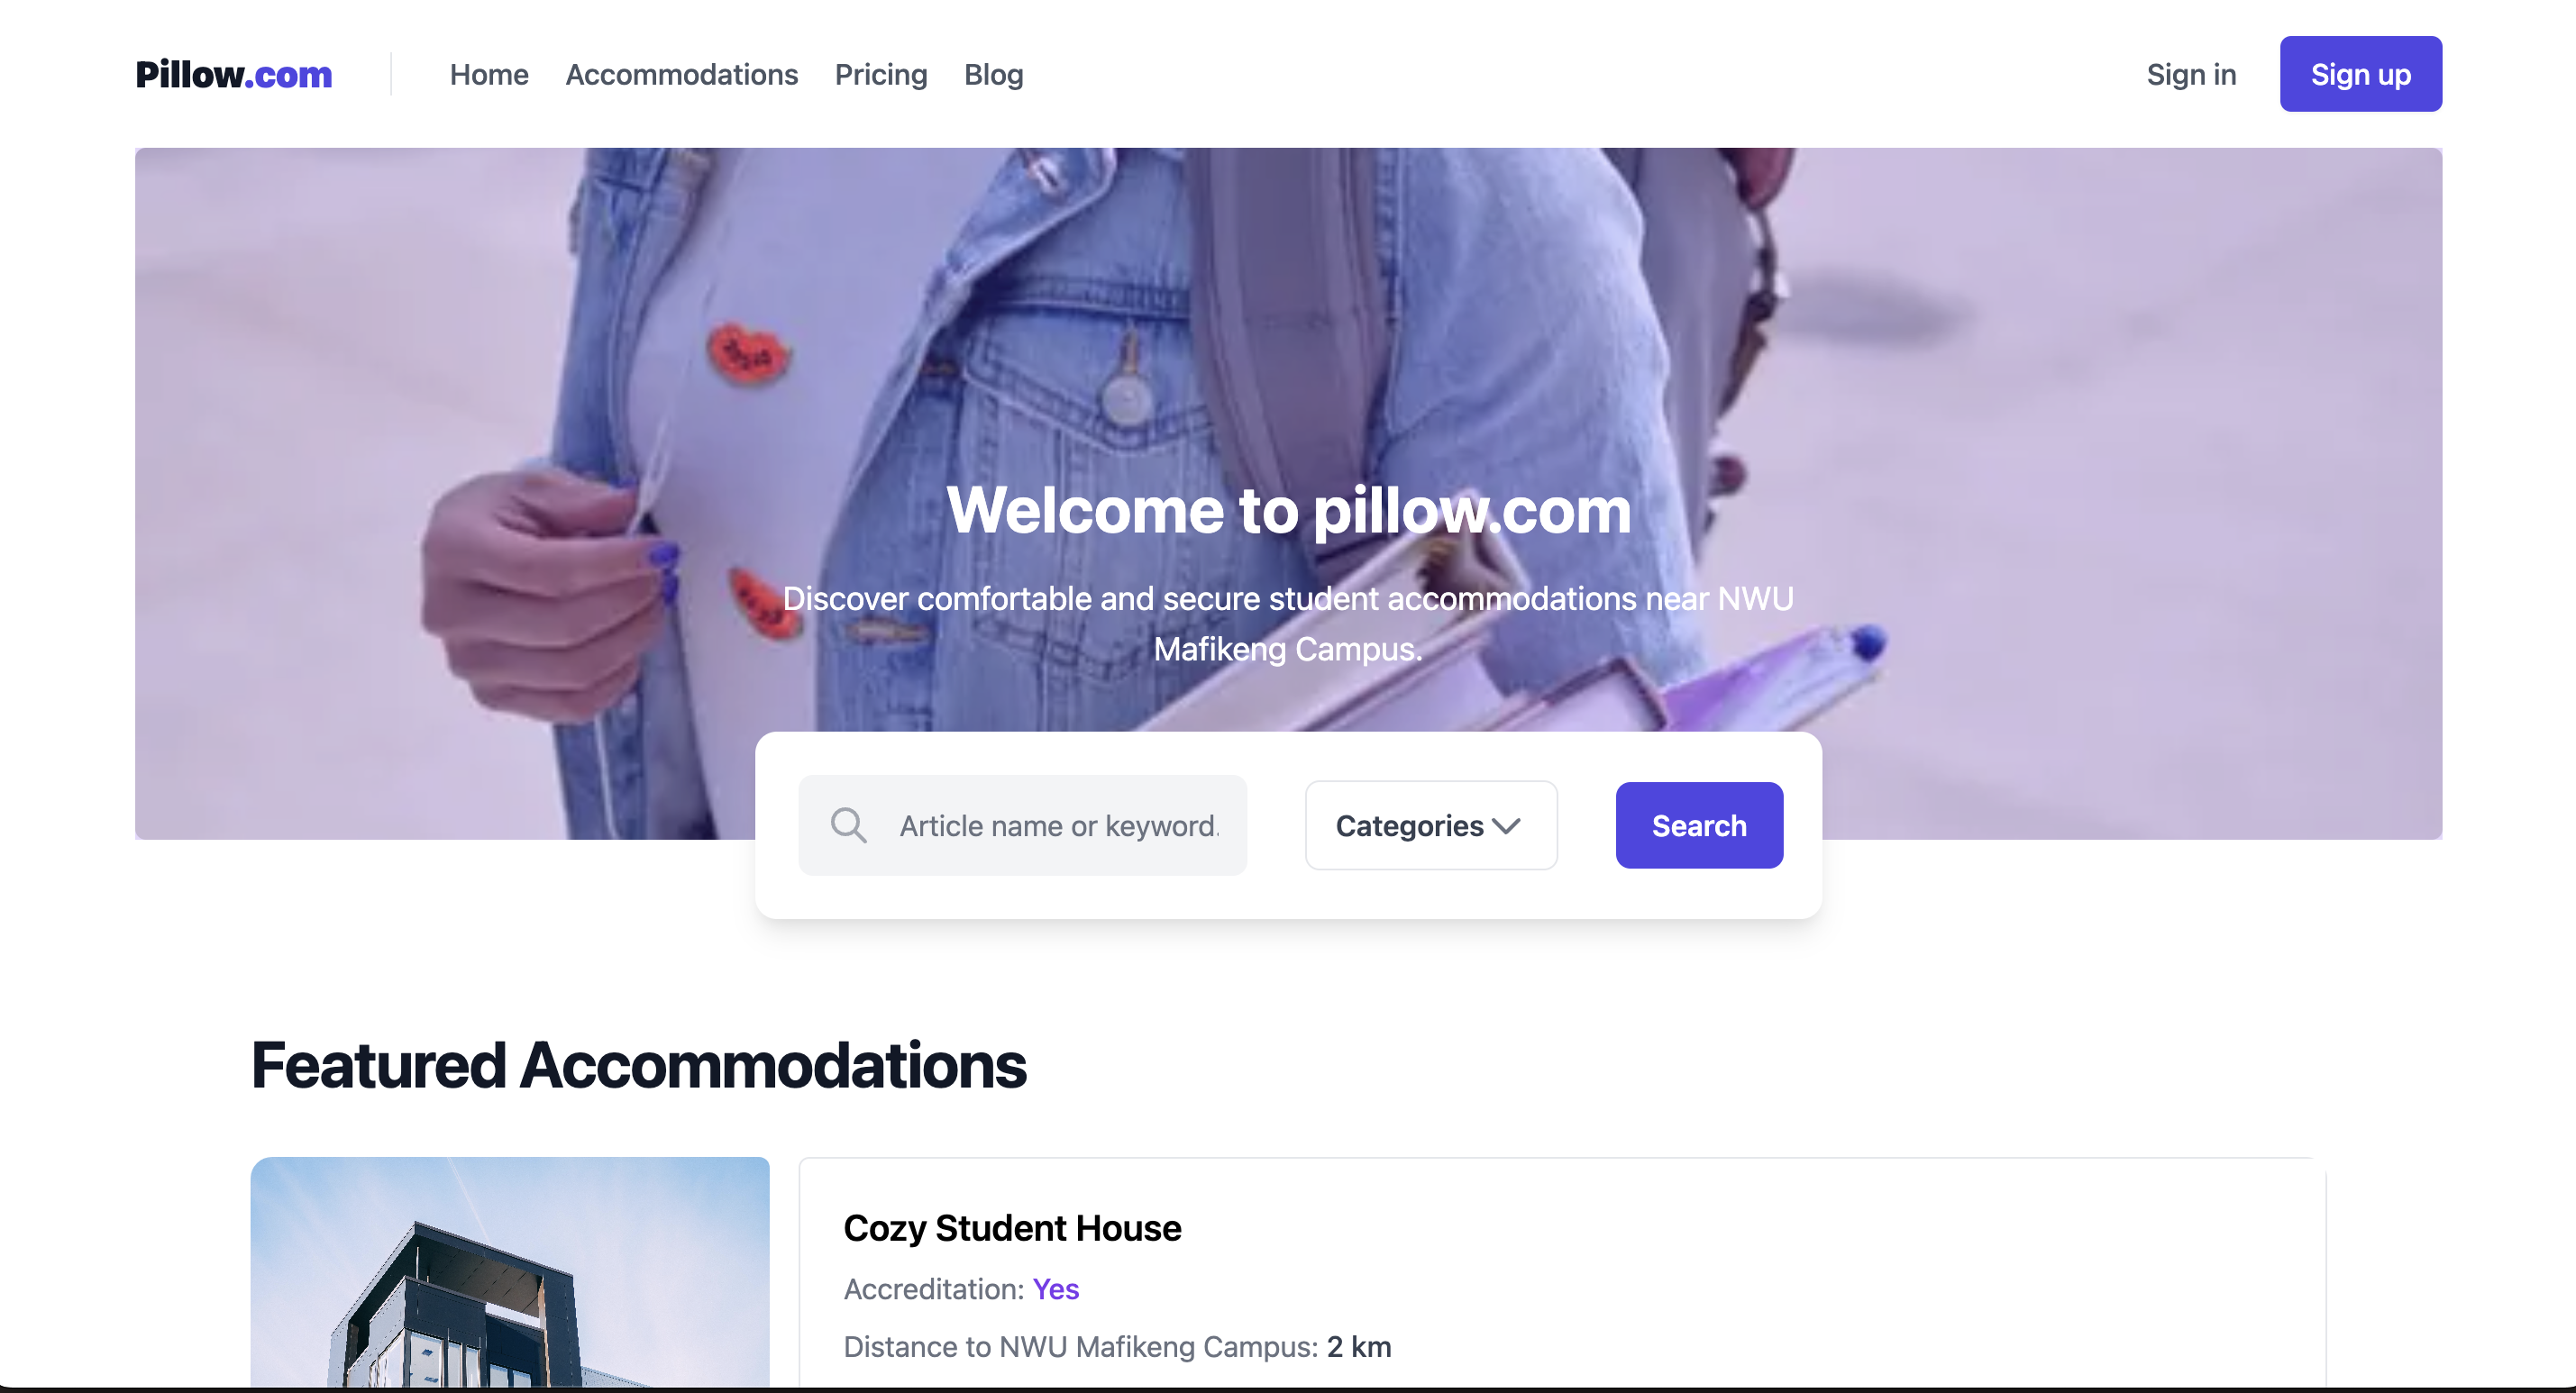 Pillow.com
Home
Accommodations
Pricing
Blog
Sign in
Sign up
Welcome to pillow.com
Discover comfortable and secure student accommodations near NWU
Mafikeng Campus.
Article name or keyword.
Categories
Search
Featured Accommodations
Cozy Student House
Accreditation: Yes
Distance to NWU Mafikeng Campus: 2 km